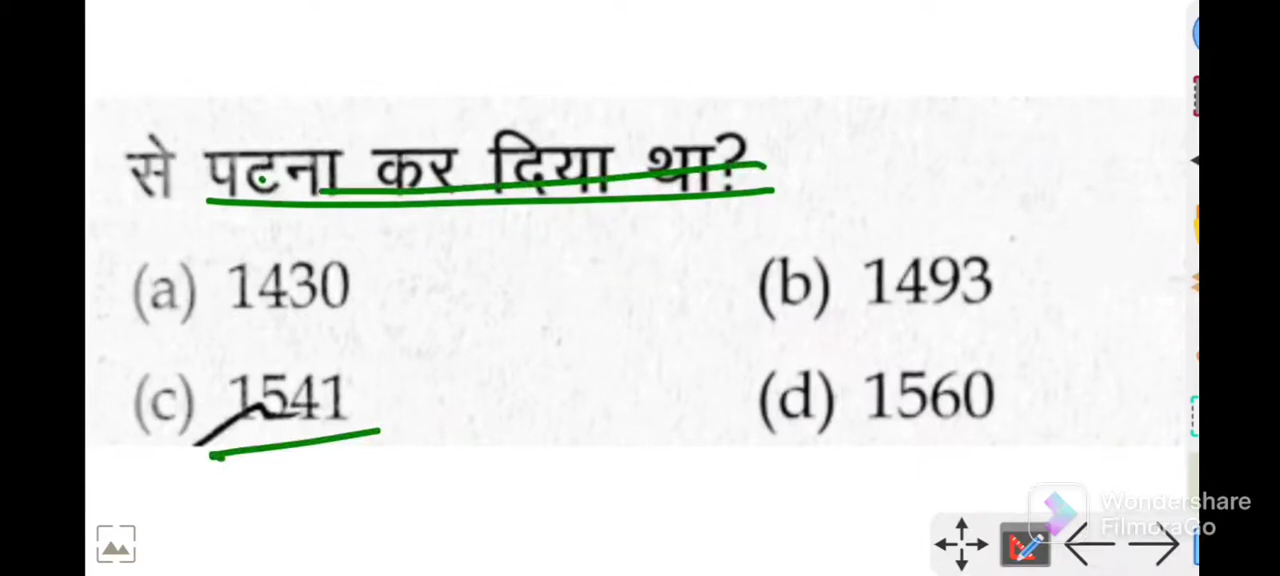 से पटना कर दिया था?
(a) 1430
(b) 1493
(c) 1541
(d) 1560
Wondershare
FilmoraGo